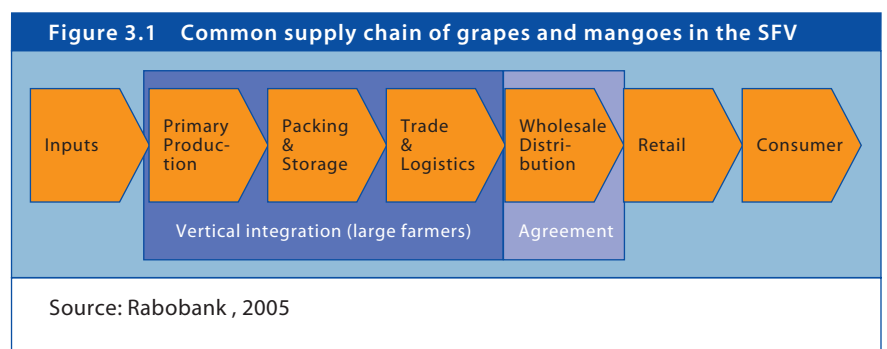 Figure 3.1 Common supply chain of grapes and mangoes in the SFV
Inputs
Primary
Produc-
tion
Packing
&
Storage
Trade
&
Logistics
Wholesale
Distri-
bution
Retail
Consumer
Vertical integration (large farmers)
Agreement
Source: Rabobank , 2005